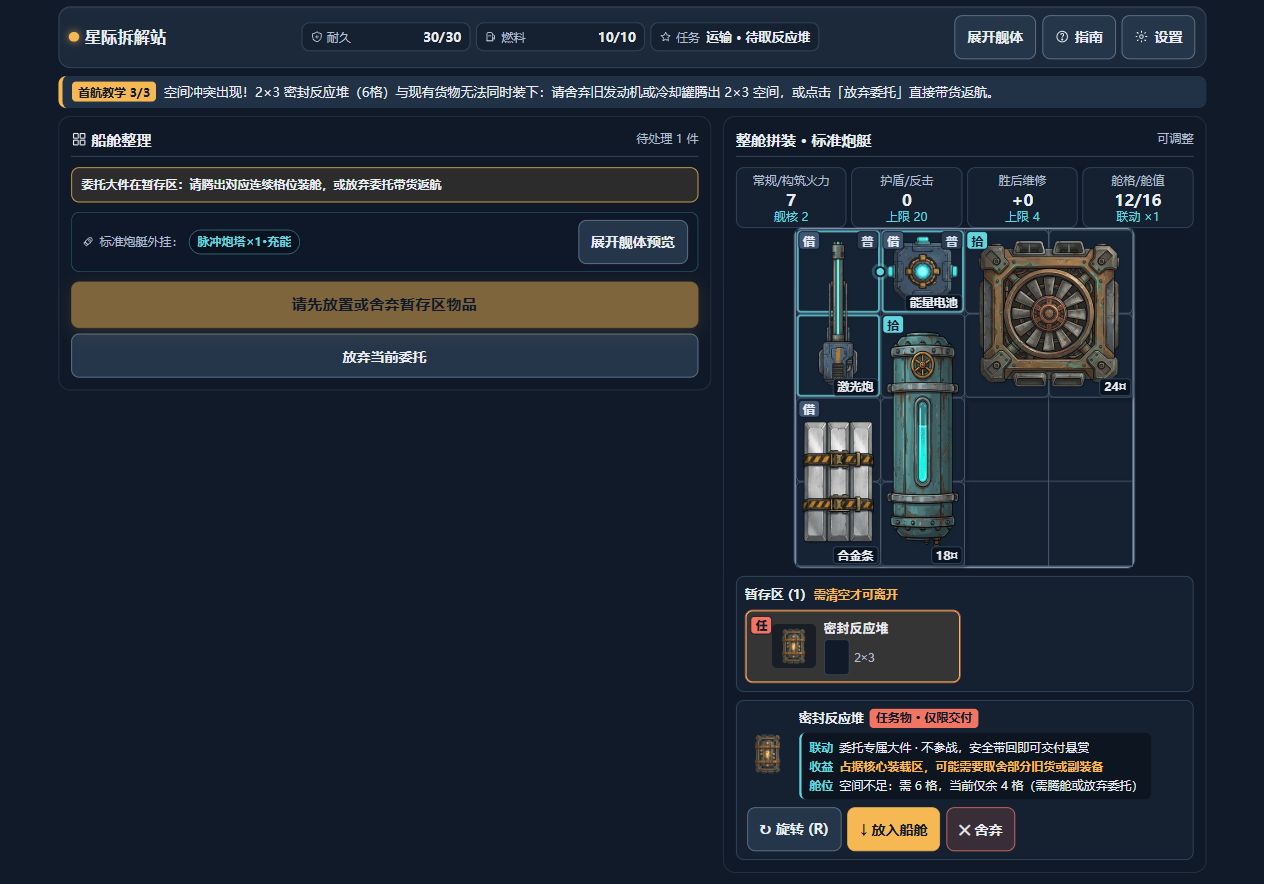 星际拆解站
耐久 30/30
燃料 10/10
任务 运输•待取反应堆
展开舰体
指南
设置
首航教学 3/3 空间冲突出现！2×3 密封反应堆（6格）与现有货物无法同时装下：请舍弃旧发动机或冷却罐腾出 2×3 空间，或点击「放弃委托」直接带货返航。
船舱整理
待处理 1 件
委托大件在暂存区：请腾出对应连续格位装舱，或放弃委托带货返航
标准炮艇外挂：
脉冲炮塔×1•充能
展开舰体预览
请先放置或舍弃暂存区物品
放弃当前委托
整舱拼装•标准炮艇
可调整
常规/构筑火力
7
舰核 2
护盾/反击
0
上限 20
胜后维修
+0
上限 4
舱格/舱值
12/16
联动 ×1
借
普
借
普
拾
能量电池
拾
激光炮
24¤
借
合金条
18¤
暂存区 (1) 需清空才可离开
任
密封反应堆
2×3
密封反应堆 任务物•仅限交付
联动 委托专属大件 · 不参战，安全带回即可交付悬赏
收益 占据核心装载区，可能需要取舍部分旧货或副装备
舱位 空间不足：需 6 格，当前仅余 4 格（需腾舱或放弃委托）
↻ 旋转 (R)
↓ 放入船舱
✕ 舍弃